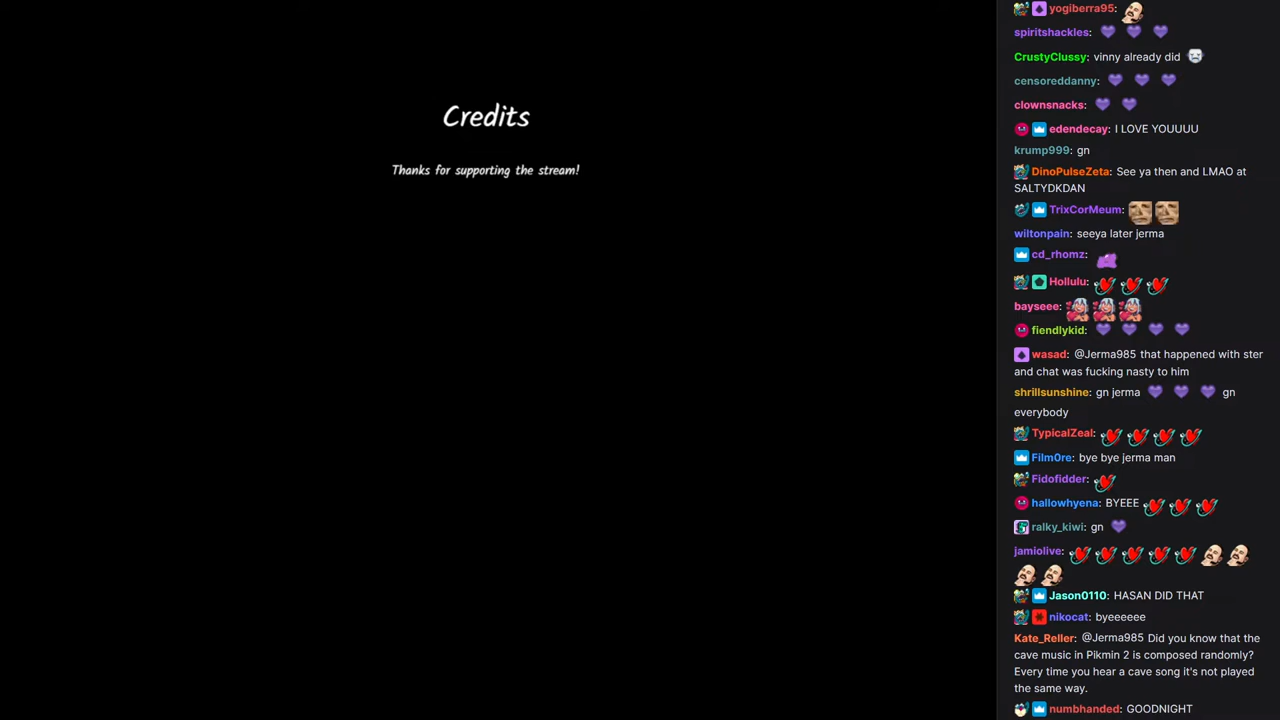 Credits
Thanks for supporting the stream!
yogiberra95:
spiritshackles:
CrustyClussy: vinny already did
censoreddanny:
clownsnacks:
edendecay: I LOVE YOUUUU
krump999: gn
DinoPulseZeta: See ya then and LMAO at
SALTYDKDAN
TrixCorMeum:
wiltonpain: seeya later jerma
cd_rhomz:
Hollulu:
bayseee:
fiendlykid:
wasad: @Jerma985 that happened with ster
and chat was fucking nasty to him
shrillsunshine: gn jerma gn
everybody
TypicalZeal:
Film0re: bye bye jerma man
Fidofidder:
hallowhyena: BYEEE
ralky_kiwi: gn
jamiolive:
Jason0110: HASAN DID THAT
nikocat: byeeeeee
Kate_Reller: @Jerma985 Did you know that the
cave music in Pikmin 2 is composed randomly?
Every time you hear a cave song it's not played
the same way.
numbhanded: GOODNIGHT